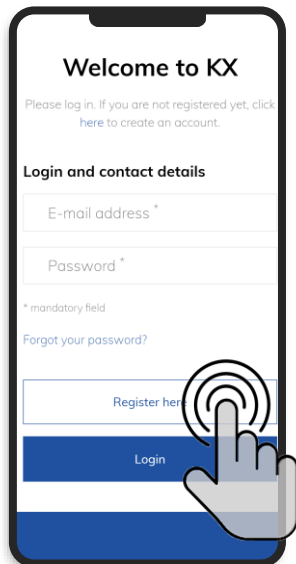 Welcome to KX
Please log in. If you are not registered yet, click
here to create an account.
Login and contact details
E-mail address *
Password *
* mandatory field
Forgot your password?
Register here
Login